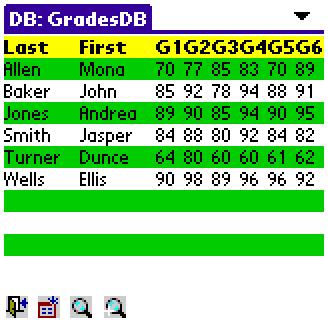 DB: GradesDB
Last First G1 G2 G3 G4 G5 G6
Allen Mona 70 77 85 83 70 89
Baker John 85 92 78 94 88 91
Jones Andrea 89 90 85 94 90 95
Smith Jasper 84 88 80 92 84 82
Turner Dunce 64 80 60 60 61 62
Wells Ellis 90 98 89 96 96 92